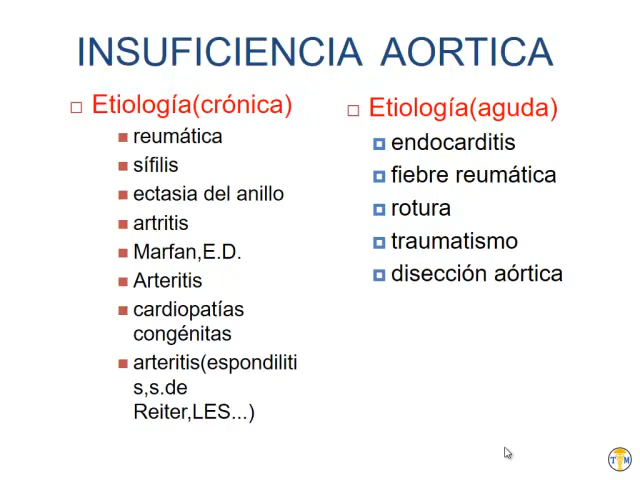 INSUFICIENCIA AORTICA
Etiología(crónica)
reumática
sífilis
ectasia del anillo
artritis
Marfan,E.D.
Arteritis
cardiopatías
congénitas
arteritis(espondiliti
s,s.de
Reiter,LES...)
Etiología(aguda)
endocarditis
fiebre reumática
rotura
traumatismo
disección aórtica
T M